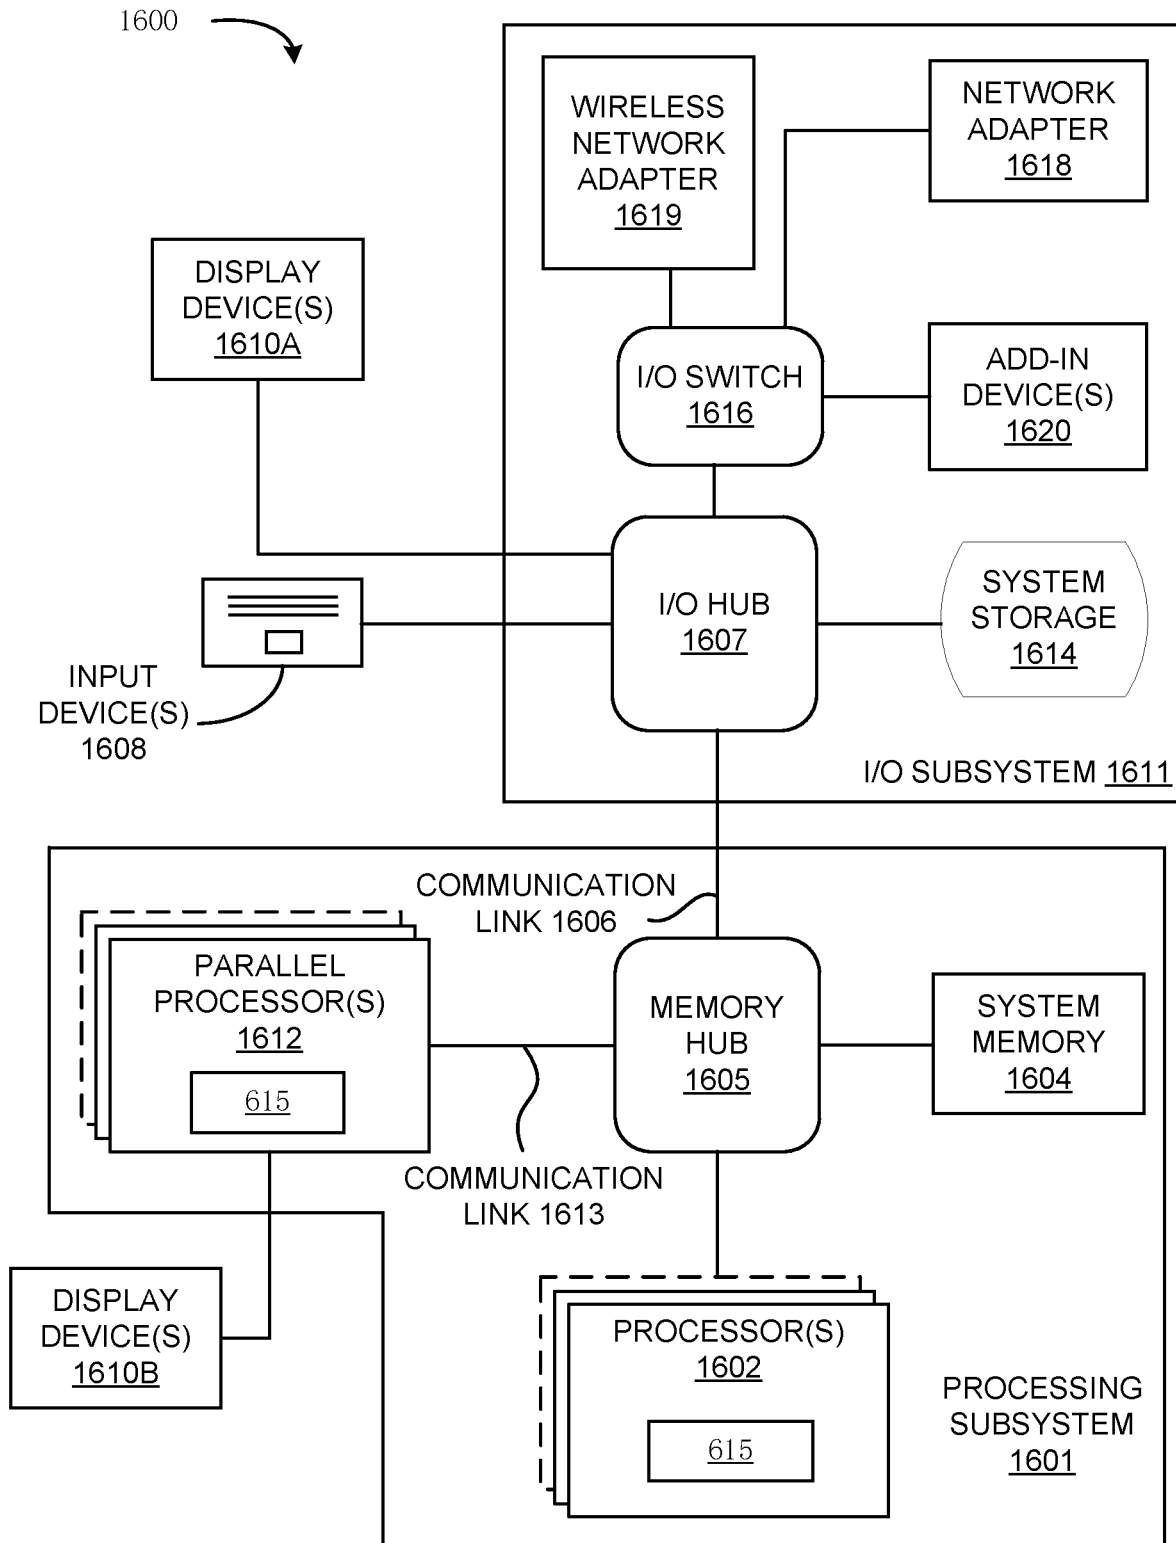 1600
WIRELESS
NETWORK
ADAPTER
1619
NETWORK
ADAPTER
1618
DISPLAY
DEVICE(S)
1610A
I/O SWITCH
1616
ADD-IN
DEVICE(S)
1620
I/O HUB
1607
SYSTEM
STORAGE
1614
INPUT
DEVICE(S)
1608
I/O SUBSYSTEM 1611
COMMUNICATION
LINK 1606
PARALLEL
PROCESSOR(S)
1612
615
MEMORY
HUB
1605
SYSTEM
MEMORY
1604
COMMUNICATION
LINK 1613
DISPLAY
DEVICE(S)
1610B
PROCESSOR(S)
1602
615
PROCESSING
SUBSYSTEM
1601